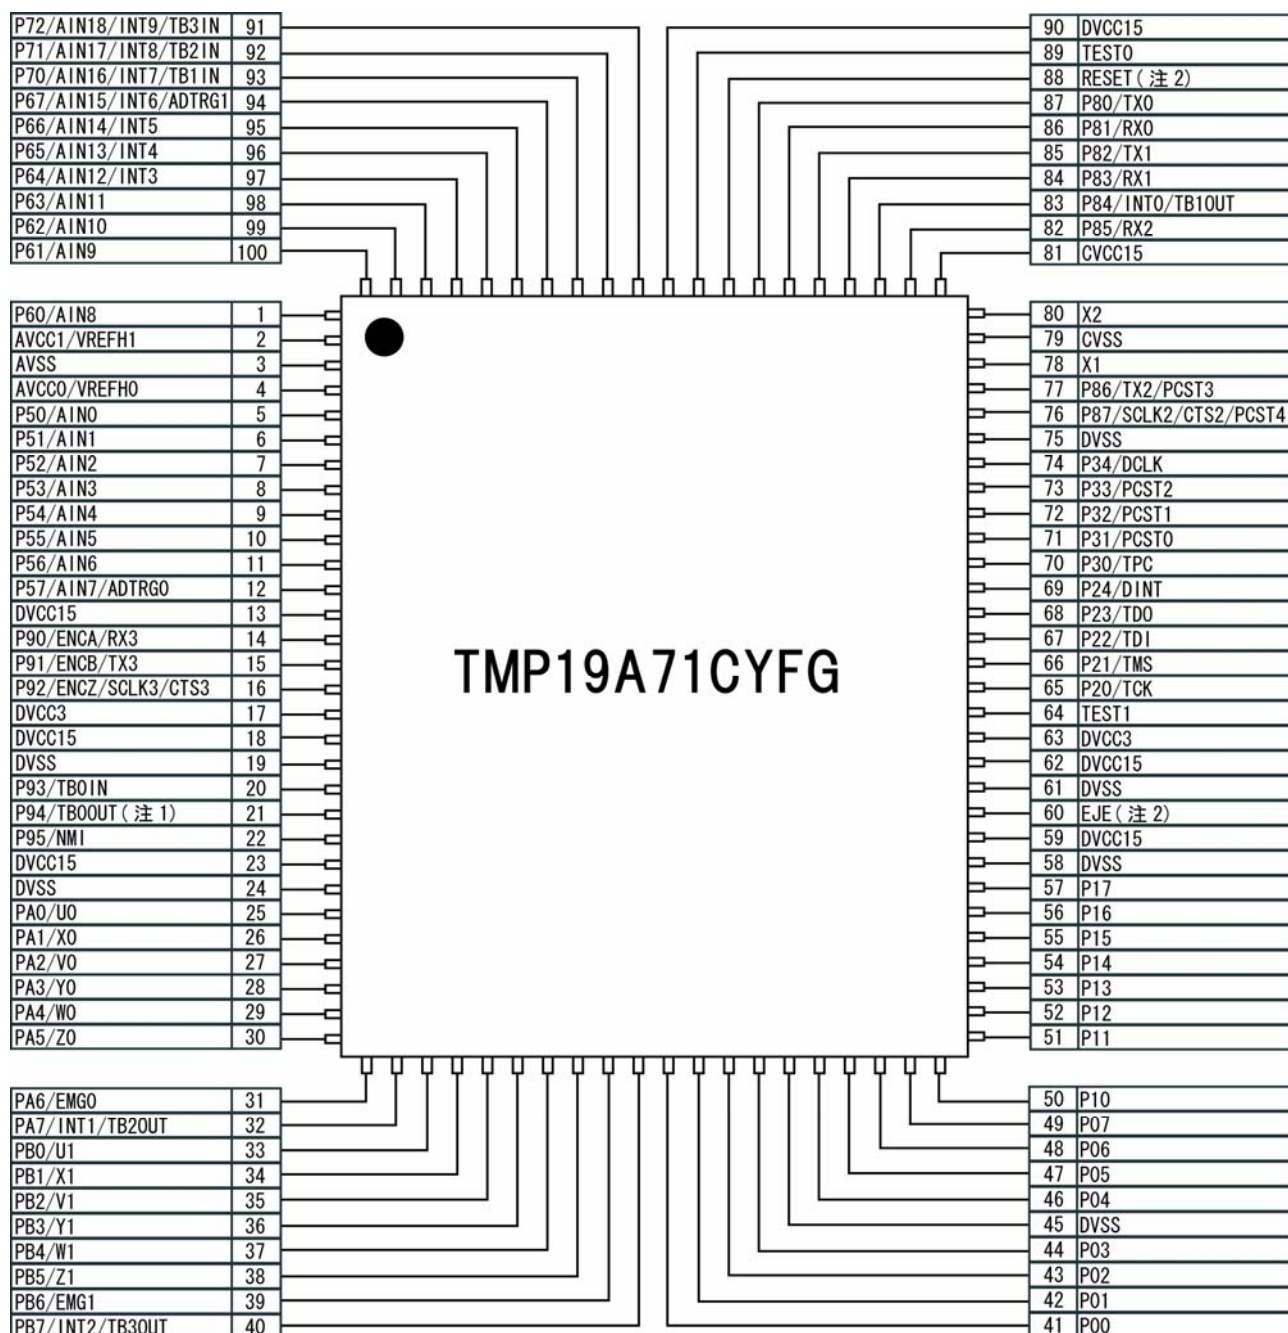 P72/AIN18/INT9/TB3IN 91
P71/AIN17/INT8/TB2IN 92
P70/AIN16/INT7/TB1IN 93
P67/AIN15/INT6/ADTRG1 94
P66/AIN14/INT5 95
P65/AIN13/INT4 96
P64/AIN12/INT3 97
P63/AIN11 98
P62/AIN10 99
P61/AIN9 100
90 DVCC15
89 TEST0
88 RESET(注2)
87 P80/TX0
86 P81/RX0
85 P82/TX1
84 P83/RX1
83 P84/INT0/TB1OUT
82 P85/RX2
81 CVCC15
P60/AIN8 1
AVCC1/VREFH1 2
AVSS 3
AVCC0/VREFH0 4
P50/AIN0 5
P51/AIN1 6
P52/AIN2 7
P53/AIN3 8
P54/AIN4 9
P55/AIN5 10
P56/AIN6 11
P57/AIN7/ADTRG0 12
DVCC15 13
P90/ENCA/RX3 14
P91/ENCB/TX3 15
P92/ENCZ/SCLK3/CTS3 16
DVCC3 17
DVCC15 18
DVSS 19
P93/TB0IN 20
P94/TB0OUT(注1) 21
P95/NMI 22
DVCC15 23
DVSS 24
PA0/U0 25
PA1/X0 26
PA2/V0 27
PA3/Y0 28
PA4/W0 29
PA5/Z0 30
TMP19A71CYFG
80 X2
79 CVSS
78 X1
77 P86/TX2/PCST3
76 P87/SCLK2/CTS2/PCST4
75 DVSS
74 P34/DCLK
73 P33/PCST2
72 P32/PCST1
71 P31/PCST0
70 P30/TPC
69 P24/DINT
68 P23/TDO
67 P22/TDI
66 P21/TMS
65 P20/TCK
64 TEST1
63 DVCC3
62 DVCC15
61 DVSS
60 EJE(注2)
59 DVCC15
58 DVSS
57 P17
56 P16
55 P15
54 P14
53 P13
52 P12
51 P11
PA6/EMG0 31
PA7/INT1/TB2OUT 32
PB0/U1 33
PB1/X1 34
PB2/V1 35
PB3/Y1 36
PB4/W1 37
PB5/Z1 38
PB6/EMG1 39
PB7/INT2/TB3OUT 40
50 P10
49 P07
48 P06
47 P05
46 P04
45 DVSS
44 P03
43 P02
42 P01
41 P00